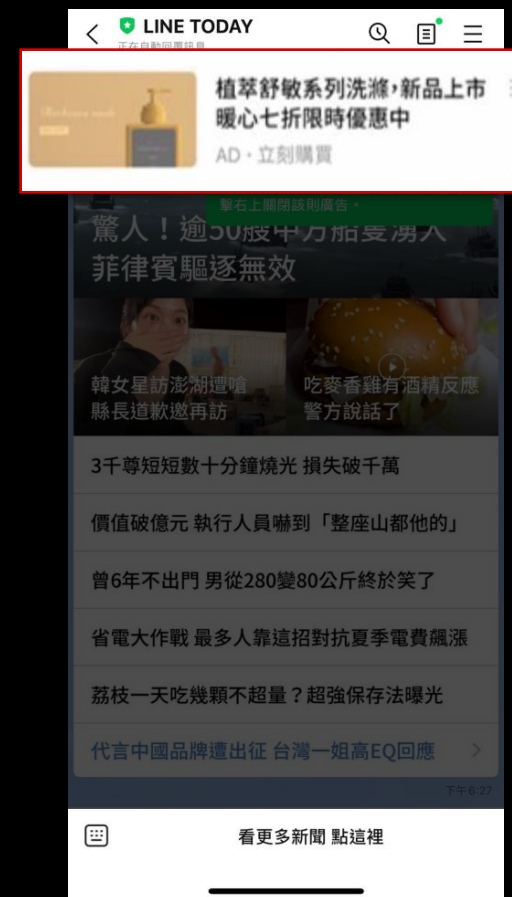 LINE TODAY
正在自動回覆訊息
植萃舒敏系列洗滌,新品上市
暖心七折限時優惠中
AD・立刻購買
擊右上關閉該則廣告。
驚人！逾50艘中方船隻湧入
菲律賓驅逐無效
韓女星訪澎湖遭嗆
縣長道歉邀再訪
吃麥香雞有酒精反應
警方說話了
3千尊短短數十分鐘燒光 損失破千萬
價值破億元 執行人員嚇到「整座山都他的」
曾6年不出門 男從280變80公斤終於笑了
省電大作戰 最多人靠這招對抗夏季電費飆漲
荔枝一天吃幾顆不超量？超強保存法曝光
代言中國品牌遭出征 台灣一姐高EQ回應
下午6:27
看更多新聞 點這裡